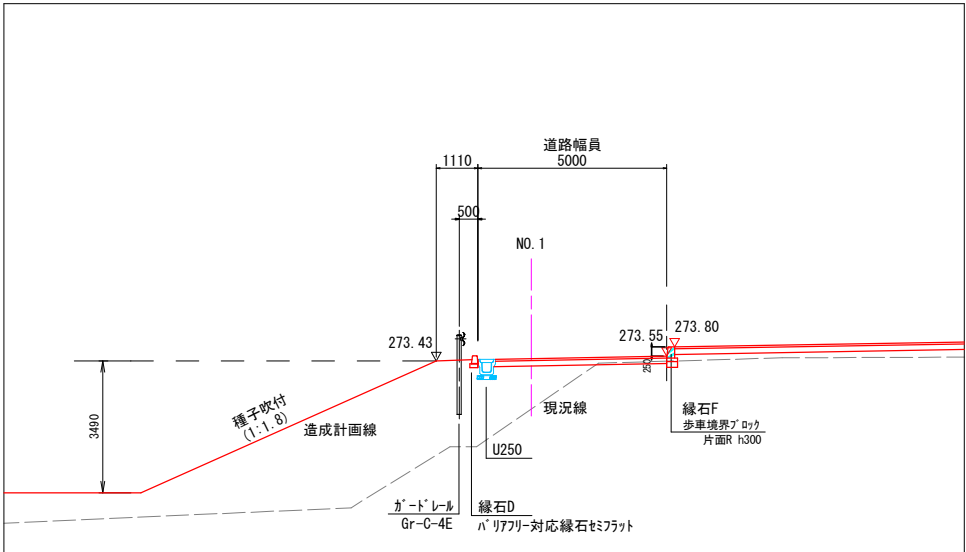 道路幅員
1110
5000
500
NO.1
273.43
273.55
273.80
250
3490
種子吹付
(1:1.8)
造成計画線
現況線
縁石F
歩車境界ブロック
片面R h300
U250
ガードレール
Gr-C-4E
縁石D
バリアフリー対応縁石セミフラット